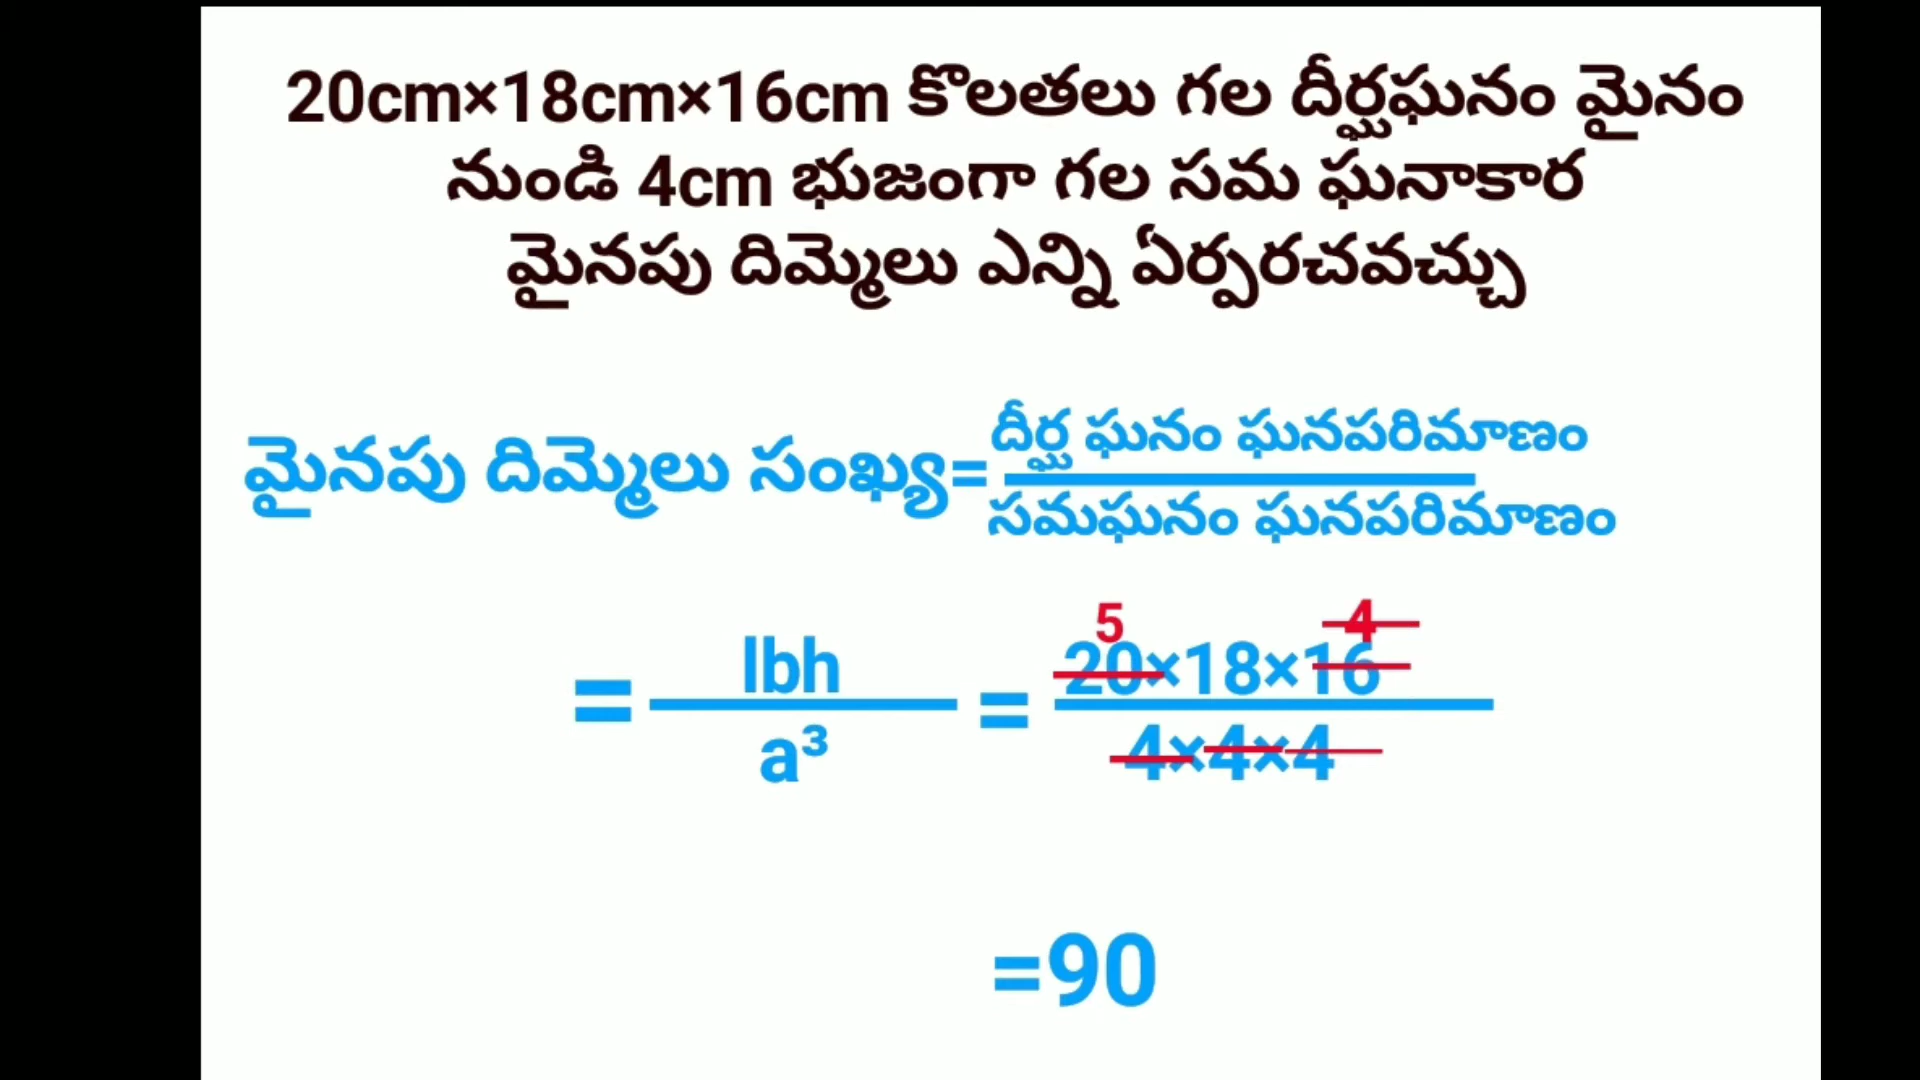 20cm×18cm×16cm కొలతలు గల దీర్ఘఘనం మైనం
నుండి 4cm భుజంగా గల సమ ఘనాకార
మైనపు దిమ్మెలు ఎన్ని ఏర్పరచవచ్చు
దీర్ఘ ఘనం ఘనపరిమాణం
మైనపు దిమ్మెలు సంఖ్య=
సమఘనం ఘనపరిమాణం
5 4
= lbh = 20×18×16
a³ 4×4×4
=90